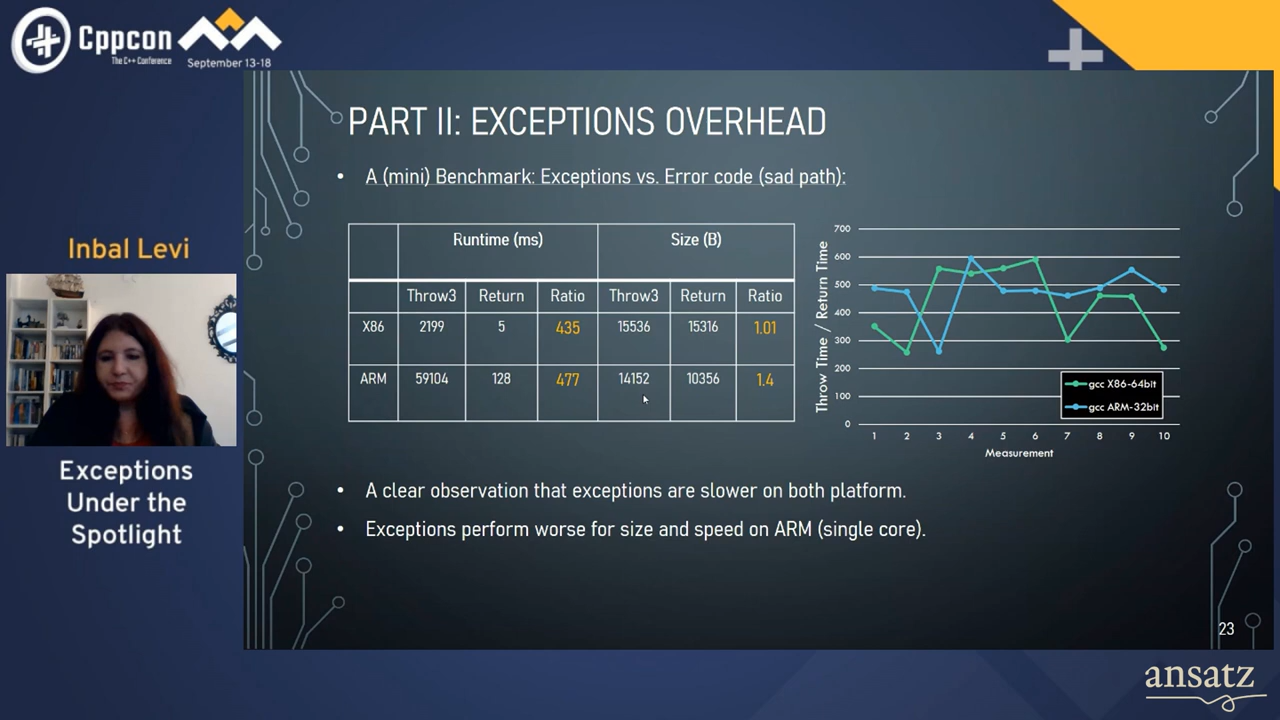 Cppcon
The C++ Conference
September 13-18
PART II: EXCEPTIONS OVERHEAD
• A (mini) Benchmark: Exceptions vs. Error code (sad path):
Inbal Levi
Exceptions
Under the
Spotlight
Runtime (ms) Size (B)
Throw3 Return Ratio Throw3 Return Ratio
X86 2199 5 435 15536 15316 1.01
ARM 59104 128 477 14152 10356 1.4
Throw Time / Return Time
700
600
500
400
300
200
100
0
gcc X86-64bit
gcc ARM-32bit
1 2 3 4 5 6 7 8 9 10
Measurement
• A clear observation that exceptions are slower on both platform.
• Exceptions perform worse for size and speed on ARM (single core).
23
ansatz